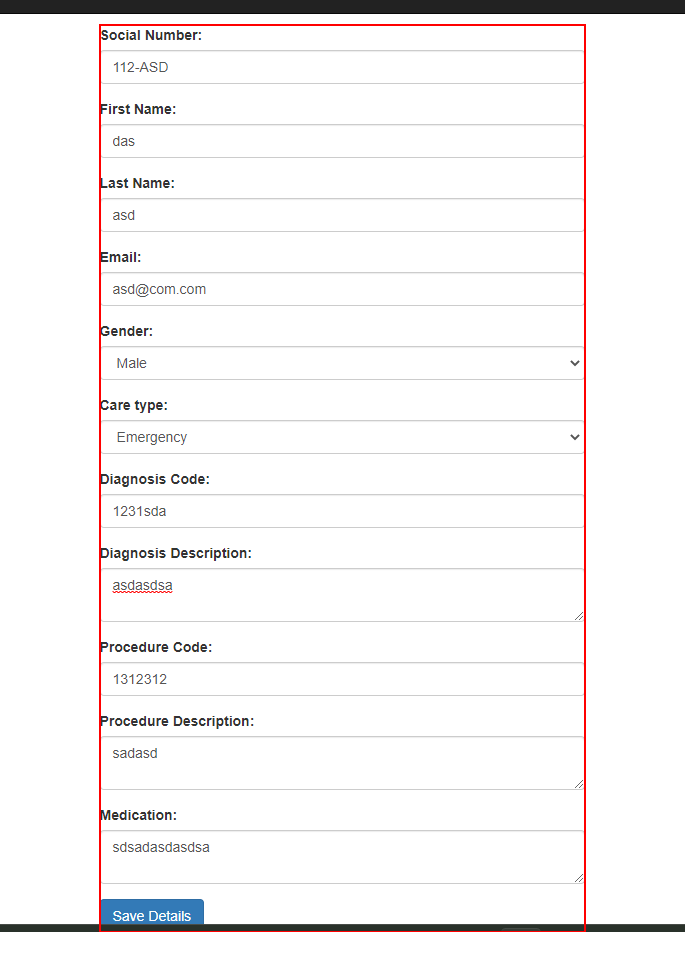 Social Number:
112-ASD
First Name:
das
Last Name:
asd
Email:
asd@com.com
Gender:
Male
Care type:
Emergency
Diagnosis Code:
1231sda
Diagnosis Description:
asdasdsa
Procedure Code:
1312312
Procedure Description:
sadasd
Medication:
sdsadasdasdsa
Save Details